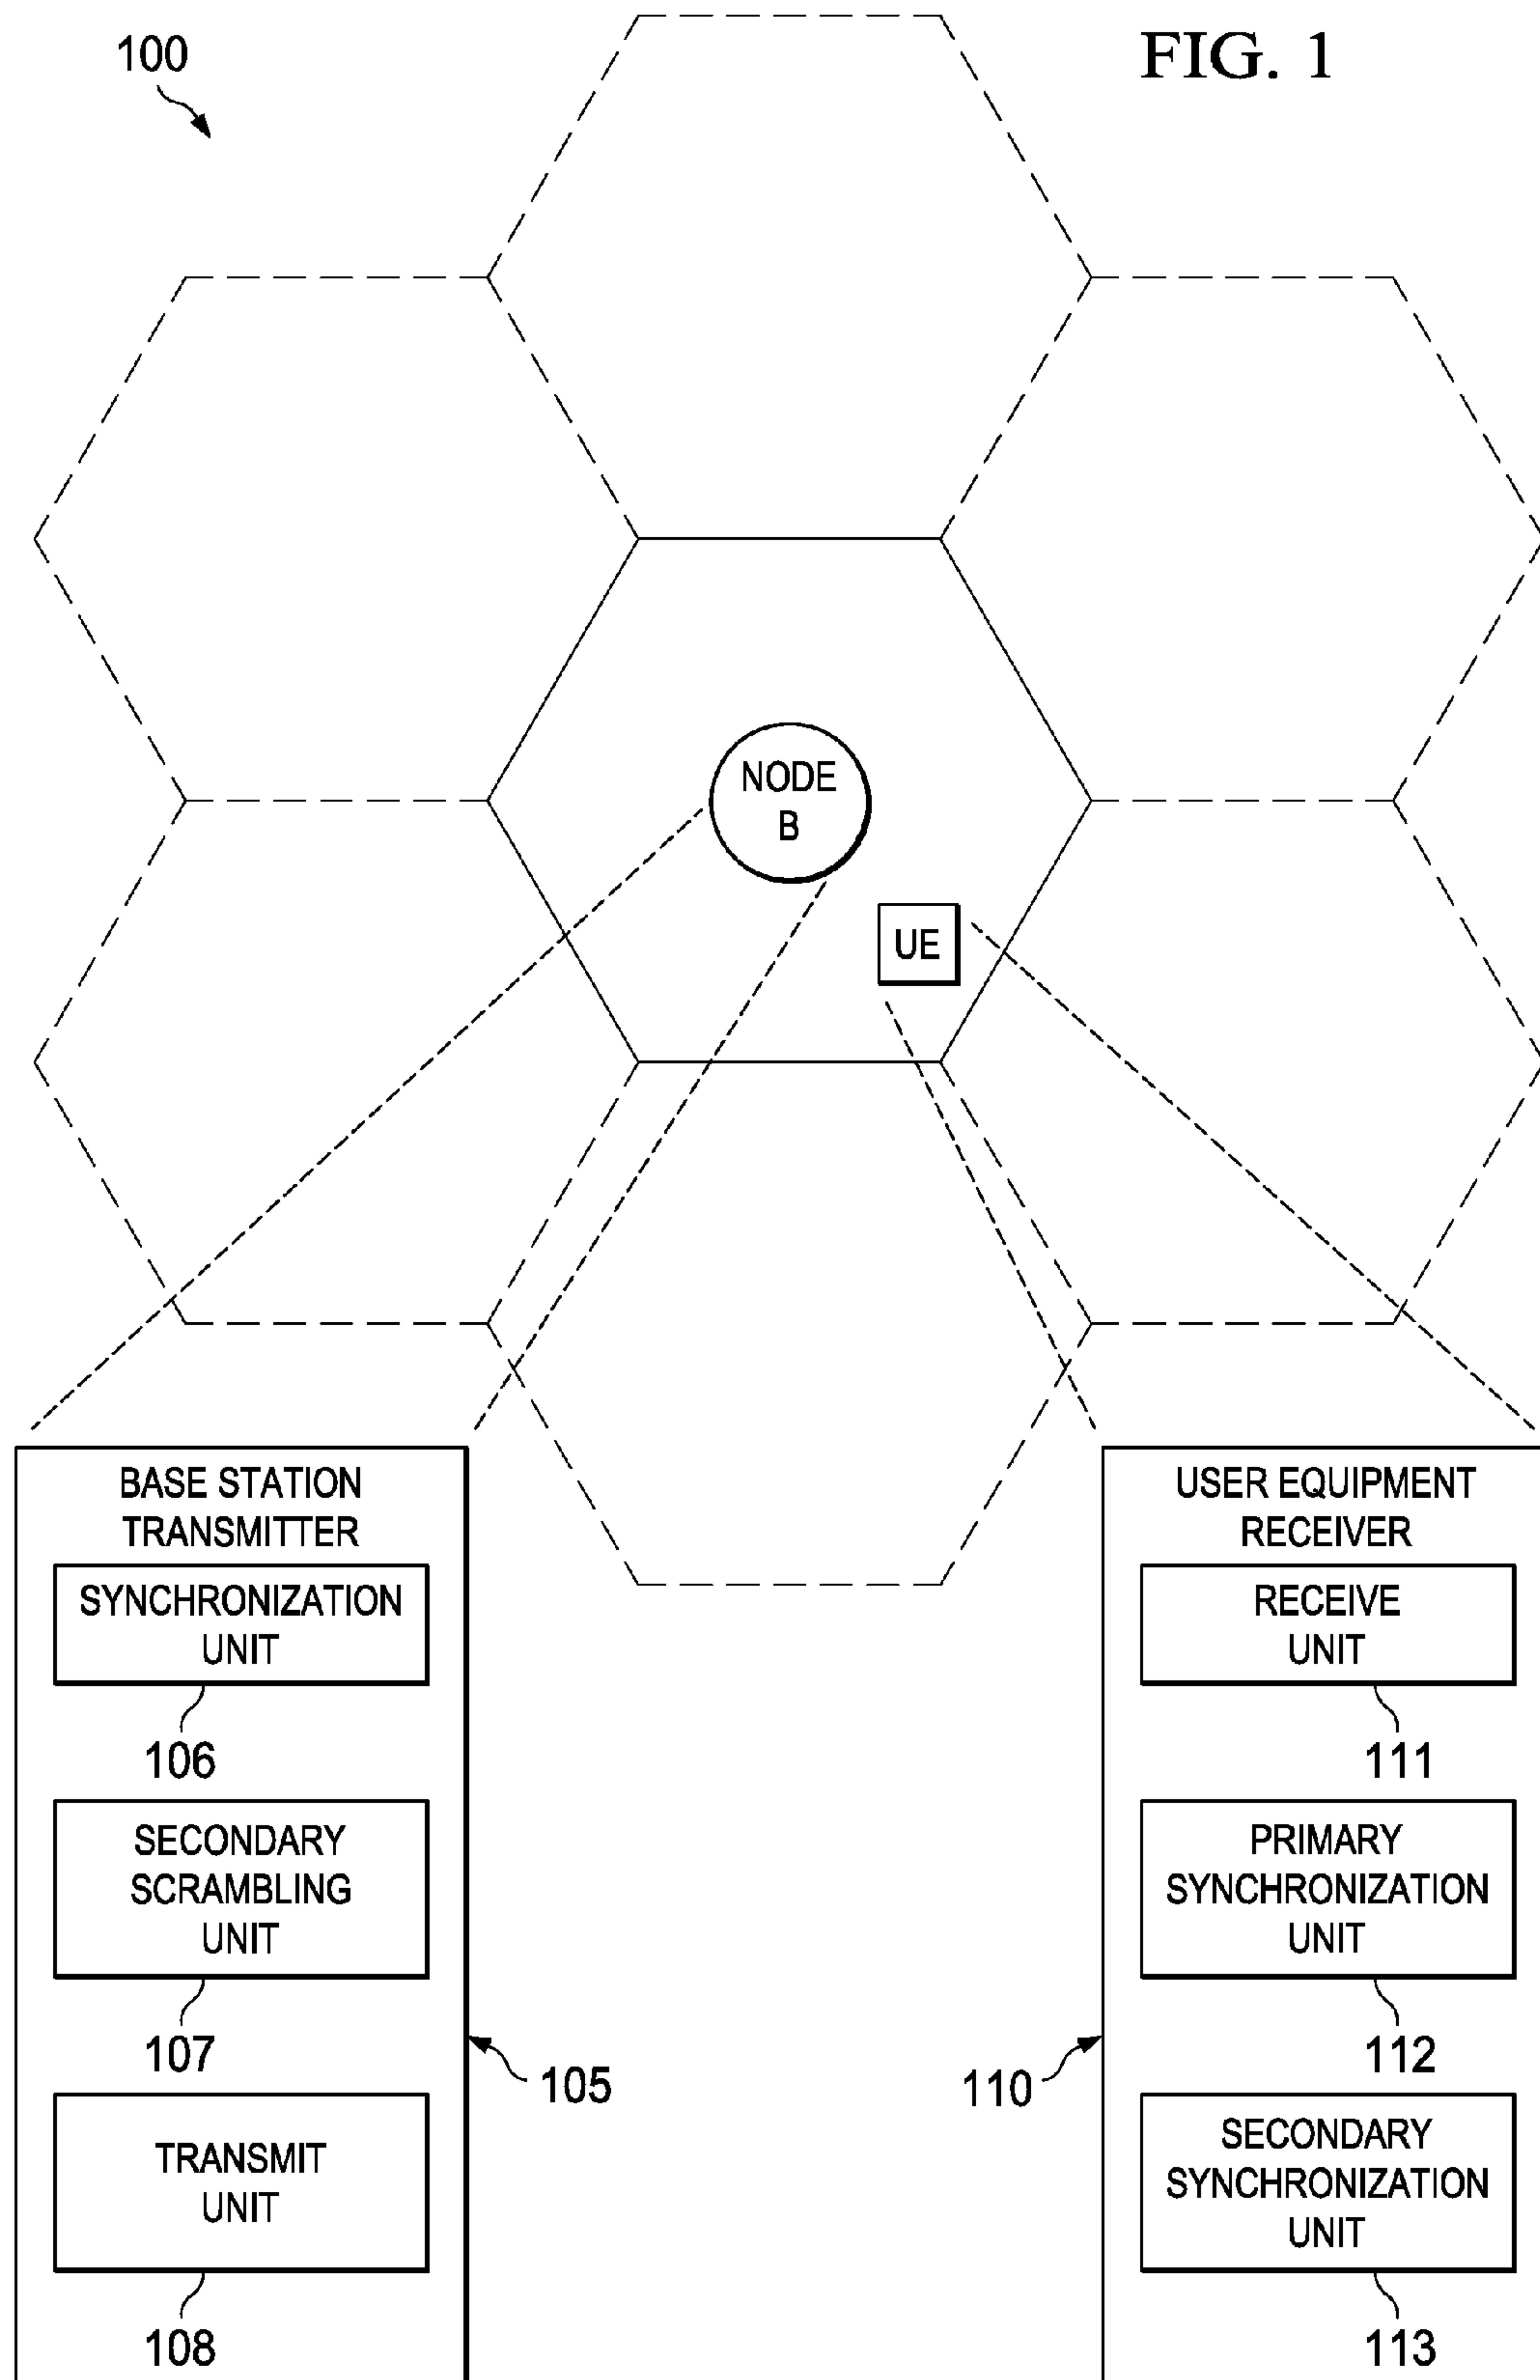 100
FIG. 1
NODE
B
UE
BASE STATION
TRANSMITTER
SYNCHRONIZATION
UNIT
106
SECONDARY
SCRAMBLING
UNIT
107
105
TRANSMIT
UNIT
108
USER EQUIPMENT
RECEIVER
RECEIVE
UNIT
111
PRIMARY
SYNCHRONIZATION
UNIT
112
110
SECONDARY
SYNCHRONIZATION
UNIT
113